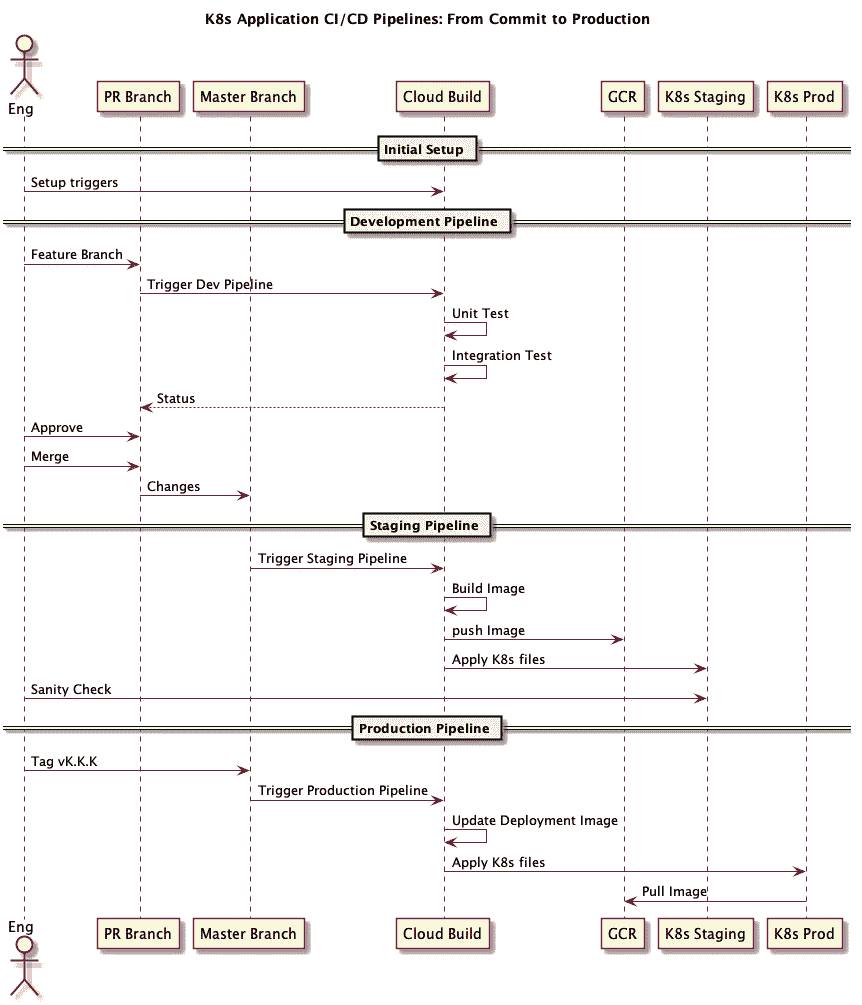 K8s Application CI/CD Pipelines: From Commit to Production
Eng
PR Branch
Master Branch
Cloud Build
GCR
K8s Staging
K8s Prod
Initial Setup
Setup triggers
Development Pipeline
Feature Branch
Trigger Dev Pipeline
Unit Test
Integration Test
Status
Approve
Merge
Changes
Staging Pipeline
Trigger Staging Pipeline
Build Image
push Image
Apply K8s files
Sanity Check
Production Pipeline
Tag vK.K.K
Trigger Production Pipeline
Update Deployment Image
Apply K8s files
Pull Image
Eng
PR Branch
Master Branch
Cloud Build
GCR
K8s Staging
K8s Prod